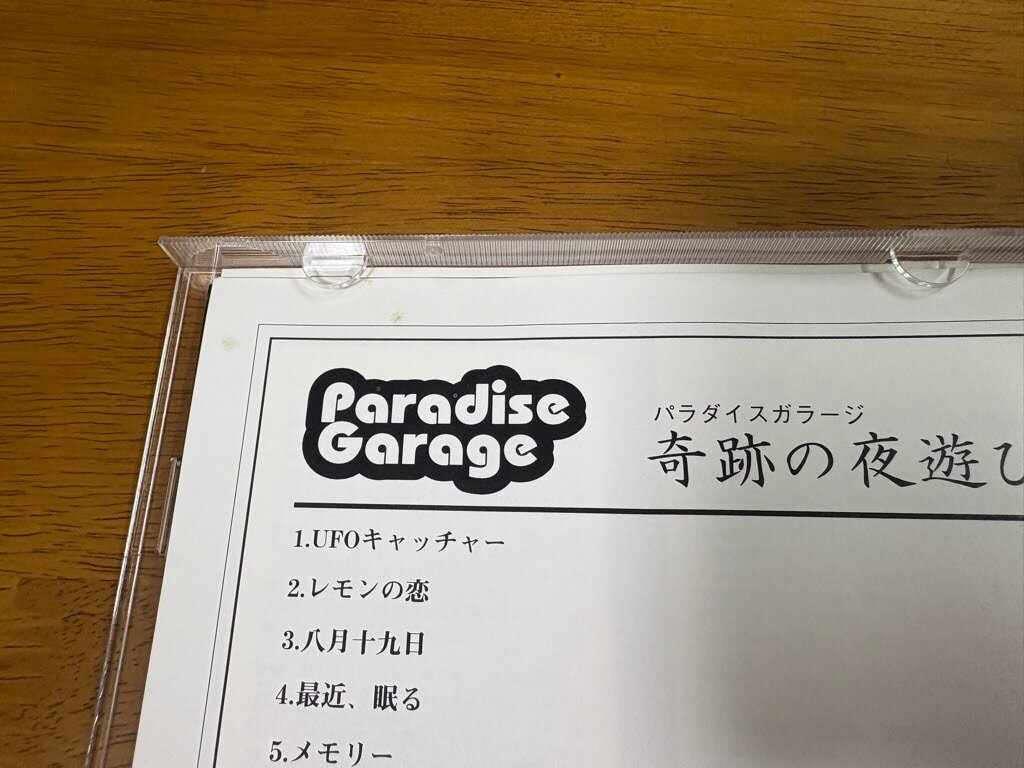 Paradise
Garage
パラダイスガラージ
奇跡の夜遊び
1.UFOキャッチャー
2.レモンの恋
3.八月十九日
4.最近、眠る
5.メモリー